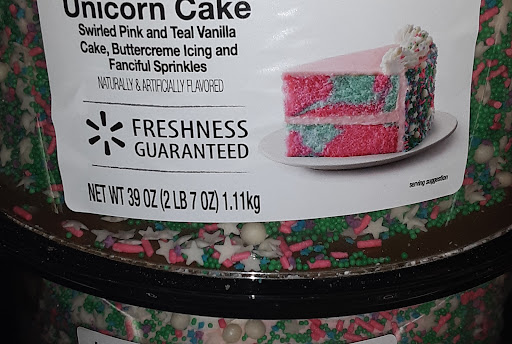 Unicorn Cake
Swirled Pink and Teal Vanilla
Cake, Buttercreme Icing and
Fanciful Sprinkles
NATURALLY & ARTIFICIALLY FLAVORED
FRESHNESS
GUARANTEED
serving suggestion
NET WT 39 OZ (2 LB 7 OZ) 1.11kg